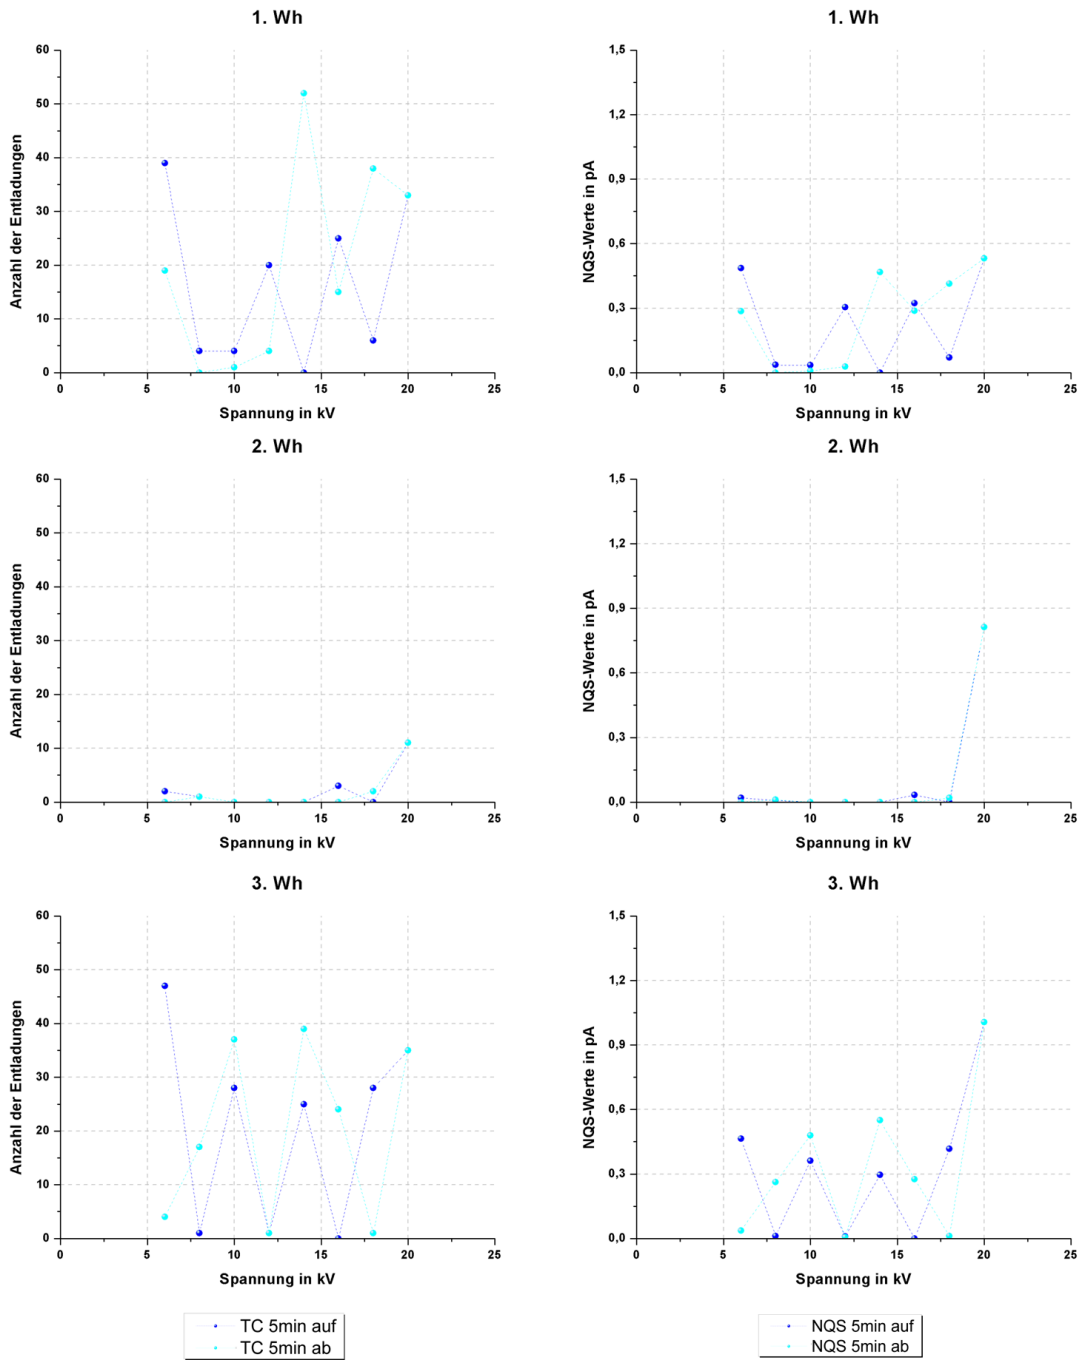 1. Wh
60
50
40
30
20
10
0
Anzahl der Entladungen
0 5 10 15 20 25
Spannung in kV
1. Wh
1,5
1,2
0,9
0,6
0,3
0,0
NQS-Werte in pA
0 5 10 15 20 25
Spannung in kV
2. Wh
60
50
40
30
20
10
0
Anzahl der Entladungen
0 5 10 15 20 25
Spannung in kV
2. Wh
1,5
1,2
0,9
0,6
0,3
0,0
NQS-Werte in pA
0 5 10 15 20 25
Spannung in kV
3. Wh
60
50
40
30
20
10
0
Anzahl der Entladungen
0 5 10 15 20 25
Spannung in kV
3. Wh
1,5
1,2
0,9
0,6
0,3
0,0
NQS-Werte in pA
0 5 10 15 20 25
Spannung in kV
TC 5min auf
TC 5min ab
NQS 5min auf
NQS 5min ab